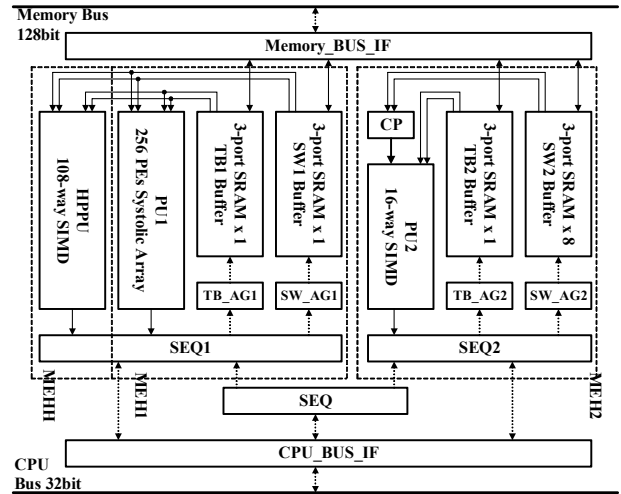 Memory Bus
128bit
Memory_BUS_IF
HPPU
108-way SIMD
PU1
256 PEs Systolic Array
3-port SRAM x 1
TB1 Buffer
3-port SRAM x 1
SW1 Buffer
CP
PU2
16-way SIMD
3-port SRAM x 1
TB2 Buffer
3-port SRAM x 8
SW2 Buffer
TB_AG1
SW_AG1
TB_AG2
SW_AG2
SEQ1
SEQ2
MEHH
MEH1
MEH2
SEQ
CPU_BUS_IF
CPU
Bus 32bit